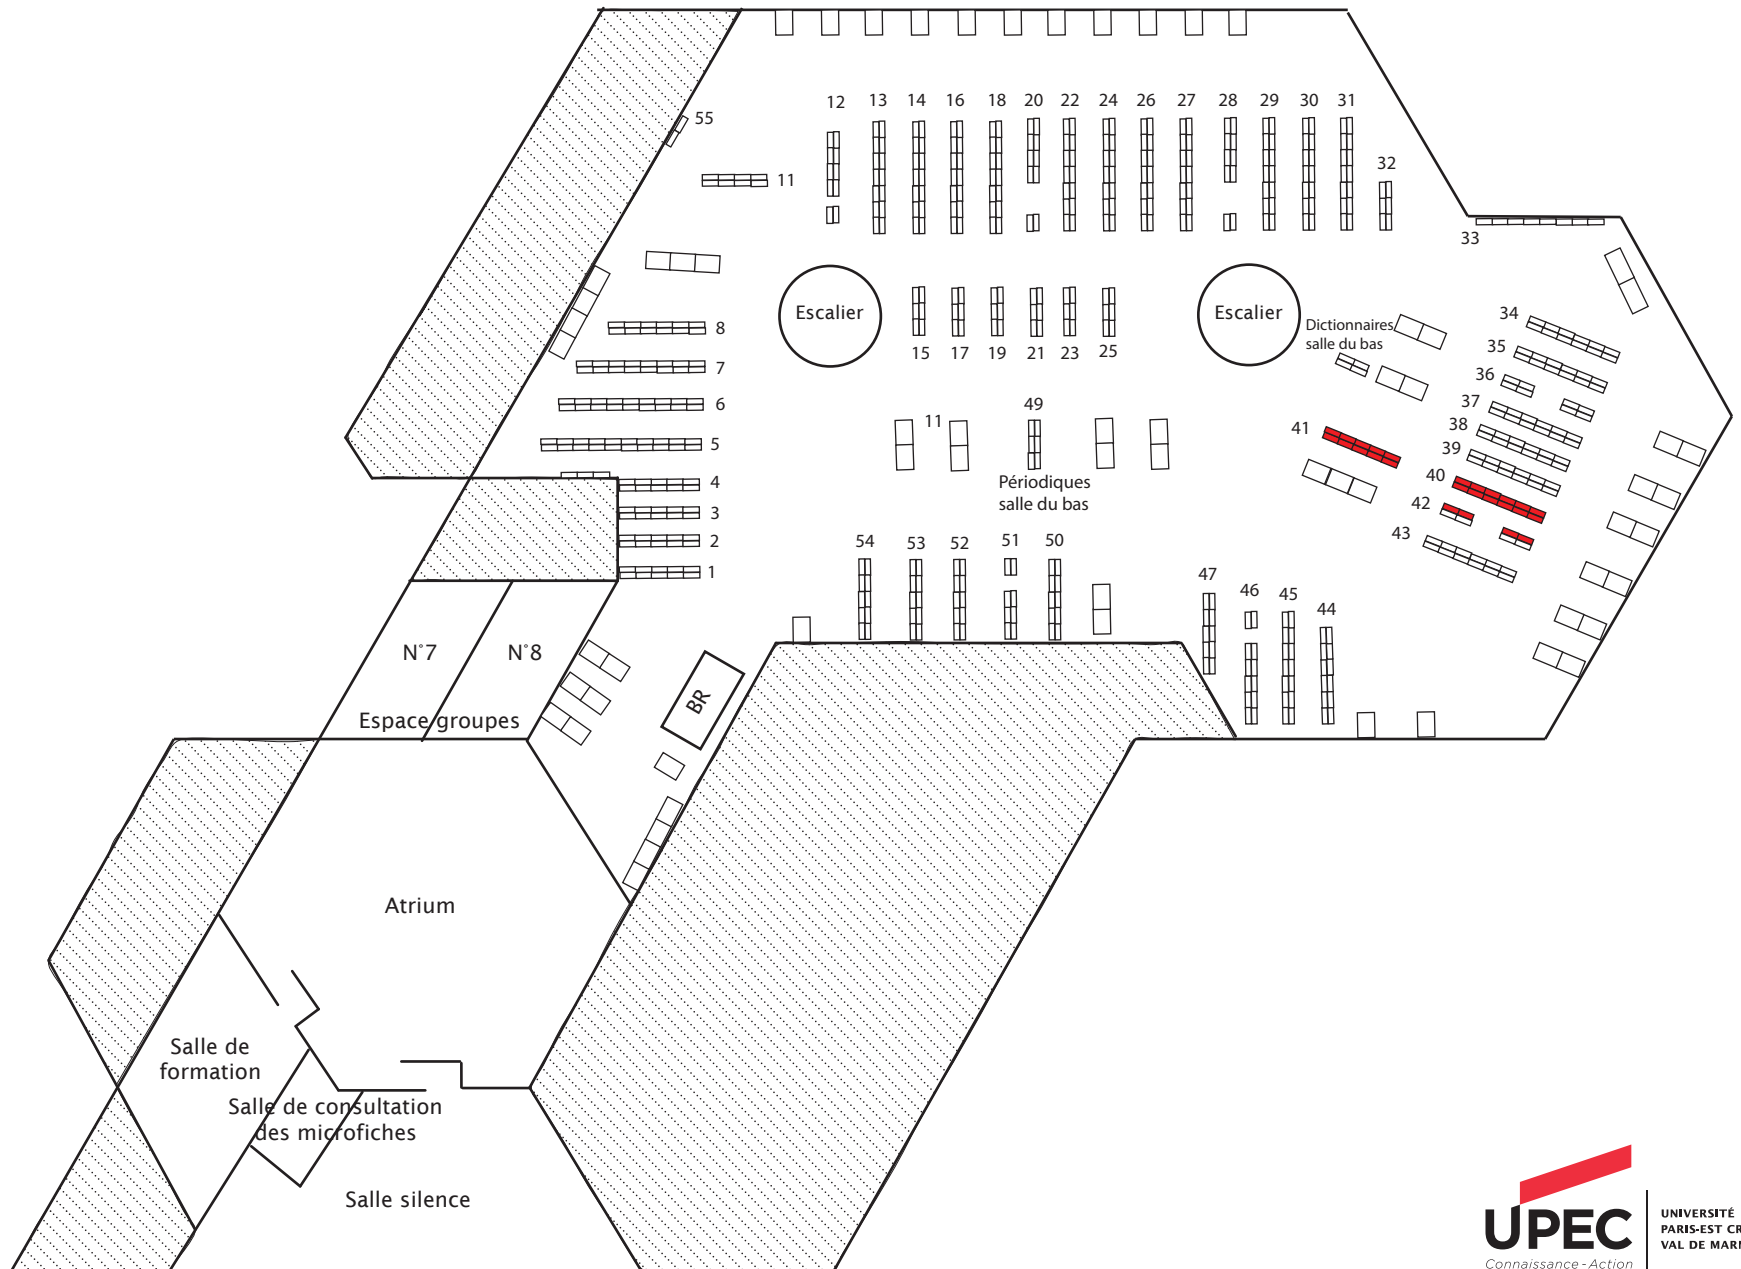 12 13 14 16 18 20 22 24 26 27 28 29 30 31
55
32
11
33
Escalier
Escalier
34
8
Dictionnaires
salle du bas
15 17 19 21 23 25
35
7
36
6
11
49
37
41
38
5
39
Périodiques
salle du bas
4
40
42
3
43
2
54 53 52 51 50
1
47
46 45
44
N°7
N°8
BR
Espace groupes
Atrium
Salle de
formation
Salle de consultation
des microfiches
Salle silence
UPEC
Connaissance - Action
UNIVERSITÉ
PARIS-EST
VAL DE